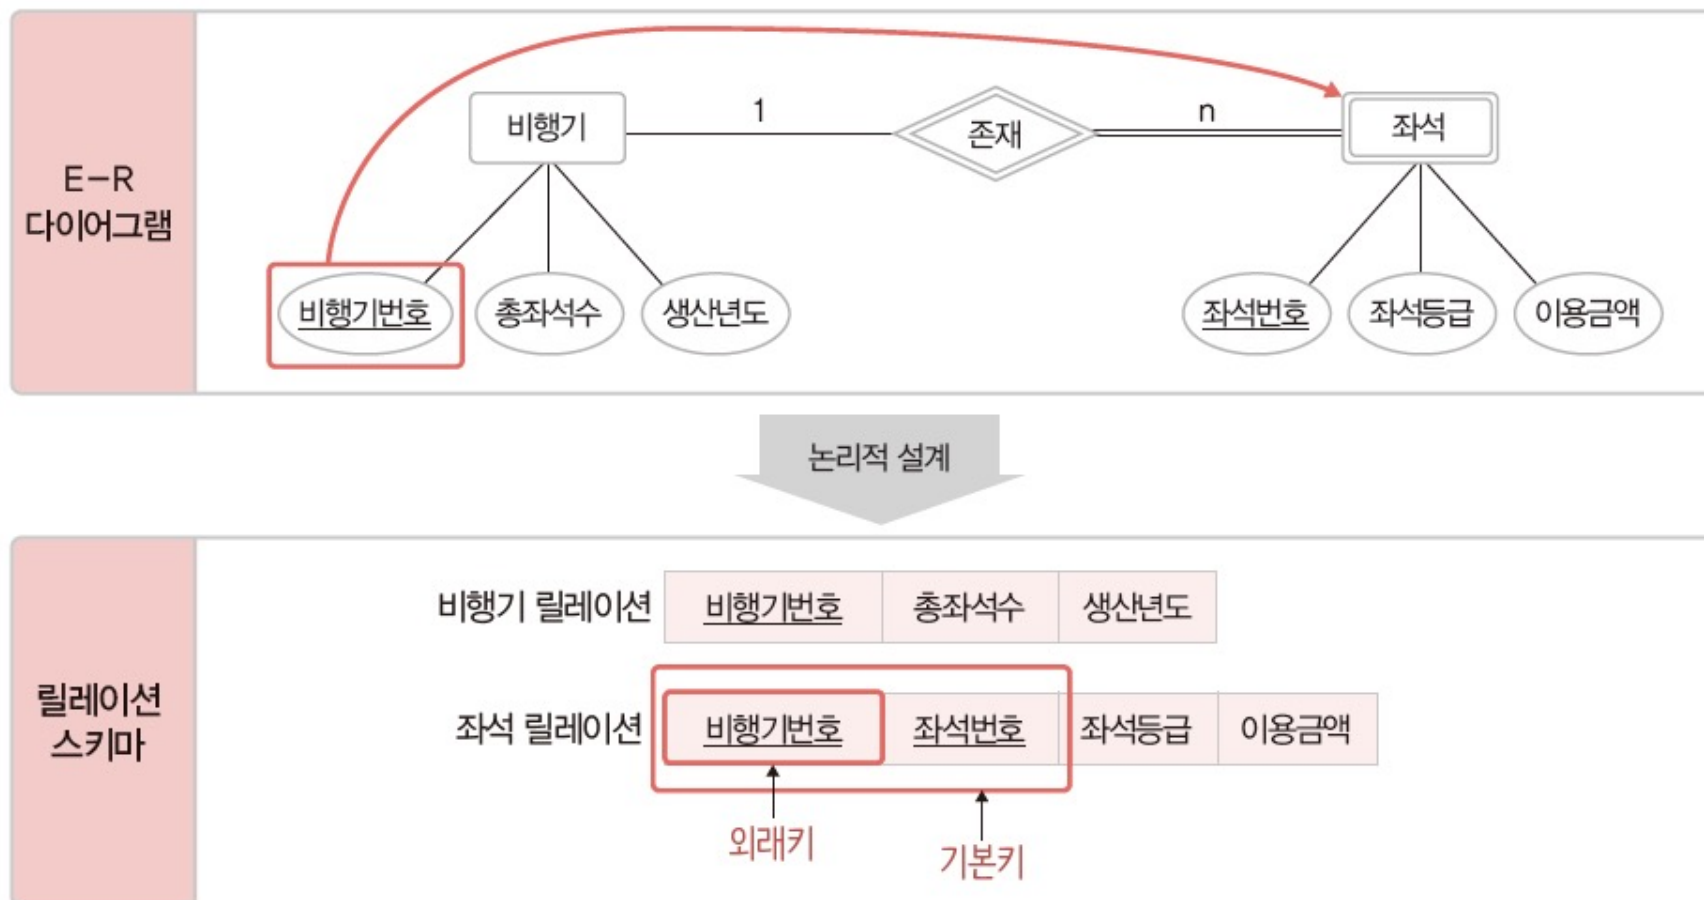 E-R
다이어그램
비행기
1
존재
n
좌석
비행기번호
총좌석수
생산년도
좌석번호
좌석등급
이용금액
논리적 설계
릴레이션
스키마
비행기 릴레이션 비행기번호 총좌석수 생산년도
좌석 릴레이션 비행기번호 좌석번호 좌석등급 이용금액
외래키
기본키